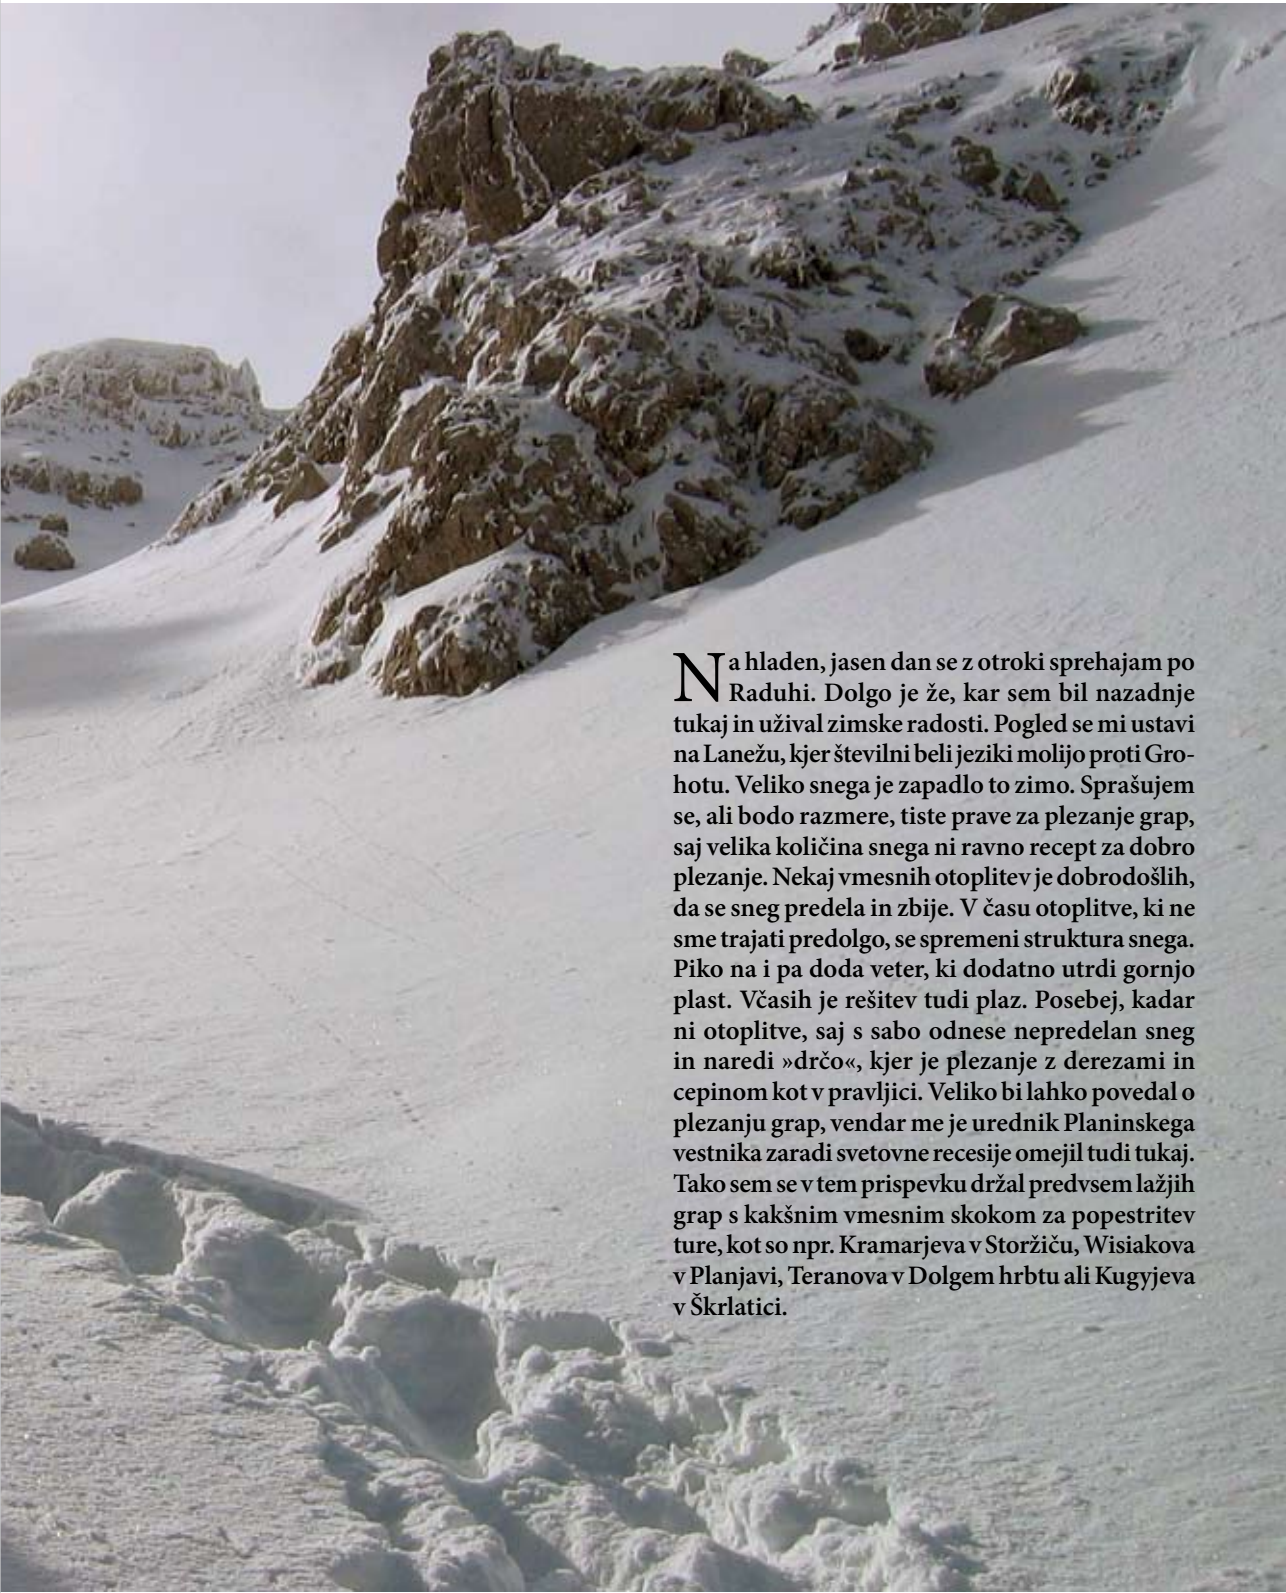 Na hladen, jasen dan se z otroki sprehajam po
Raduhi. Dolgo je že, kar sem bil nazadnje
tukaj in užival zimske radosti. Pogled se mi ustavi
na Lanežu, kjer številni beli jeziki molijo proti Gro-
hotu. Veliko snega je zapadlo to zimo. Sprašujem
se, ali bodo razmere, tiste prave za plezanje grap,
saj velika količina snega ni ravno recept za dobro
plezanje. Nekaj vmesnih otoplitev je dobrodošlih,
da se sneg predela in zbije. V času otoplitve, ki ne
sme trajati predolgo, se spremeni struktura snega.
Piko na i pa doda veter, ki dodatno utrdi gornjo
plast. Včasih je rešitev tudi plaz. Posebej, kadar
ni otoplitve, saj s sabo odnese nepredelan sneg
in naredi »drčo«, kjer je plezanje z derezami in
cepinom kot v pravljici. Veliko bi lahko povedal o
plezanju grap, vendar me je urednik Planinskega
vestnika zaradi svetovne recesije omejil tudi tukaj.
Tako sem se v tem prispevku držal predvsem lažjih
grap s kakšnim vmesnim skokom za popestritev
ture, kot so npr. Kramarjeva v Storžiču, Wisiakova
v Planjavi, Teranova v Dolgem hrbtu ali Kugyjeva
v Škrlatici.